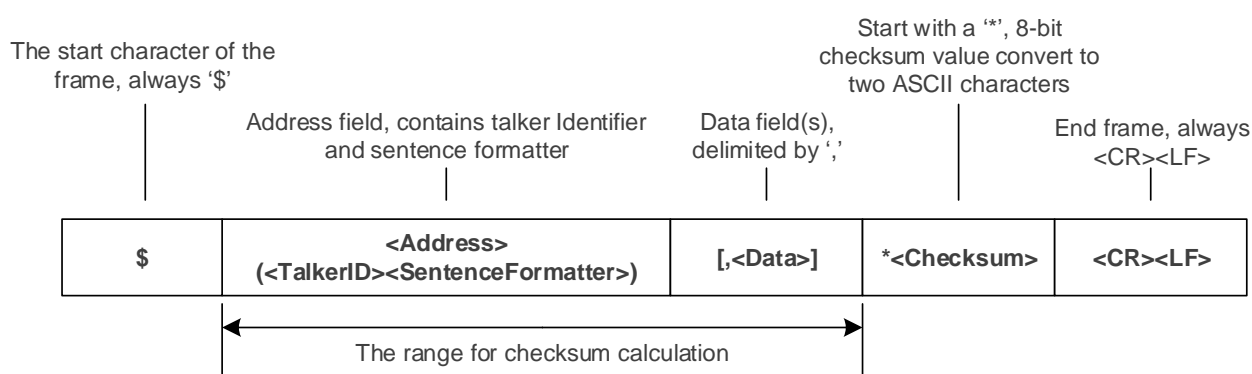 The start character of the
frame, always ‘$’
Address field, contains talker Identifier
and sentence formatter
Data field(s),
delimited by ‘,’
Start with a ‘*’, 8-bit
checksum value convert to
two ASCII characters
End frame, always
<CR><LF>
$
<Address>
(<TalkerID><SentenceFormatter>)
[,<Data>]
*<Checksum>
<CR><LF>
The range for checksum calculation